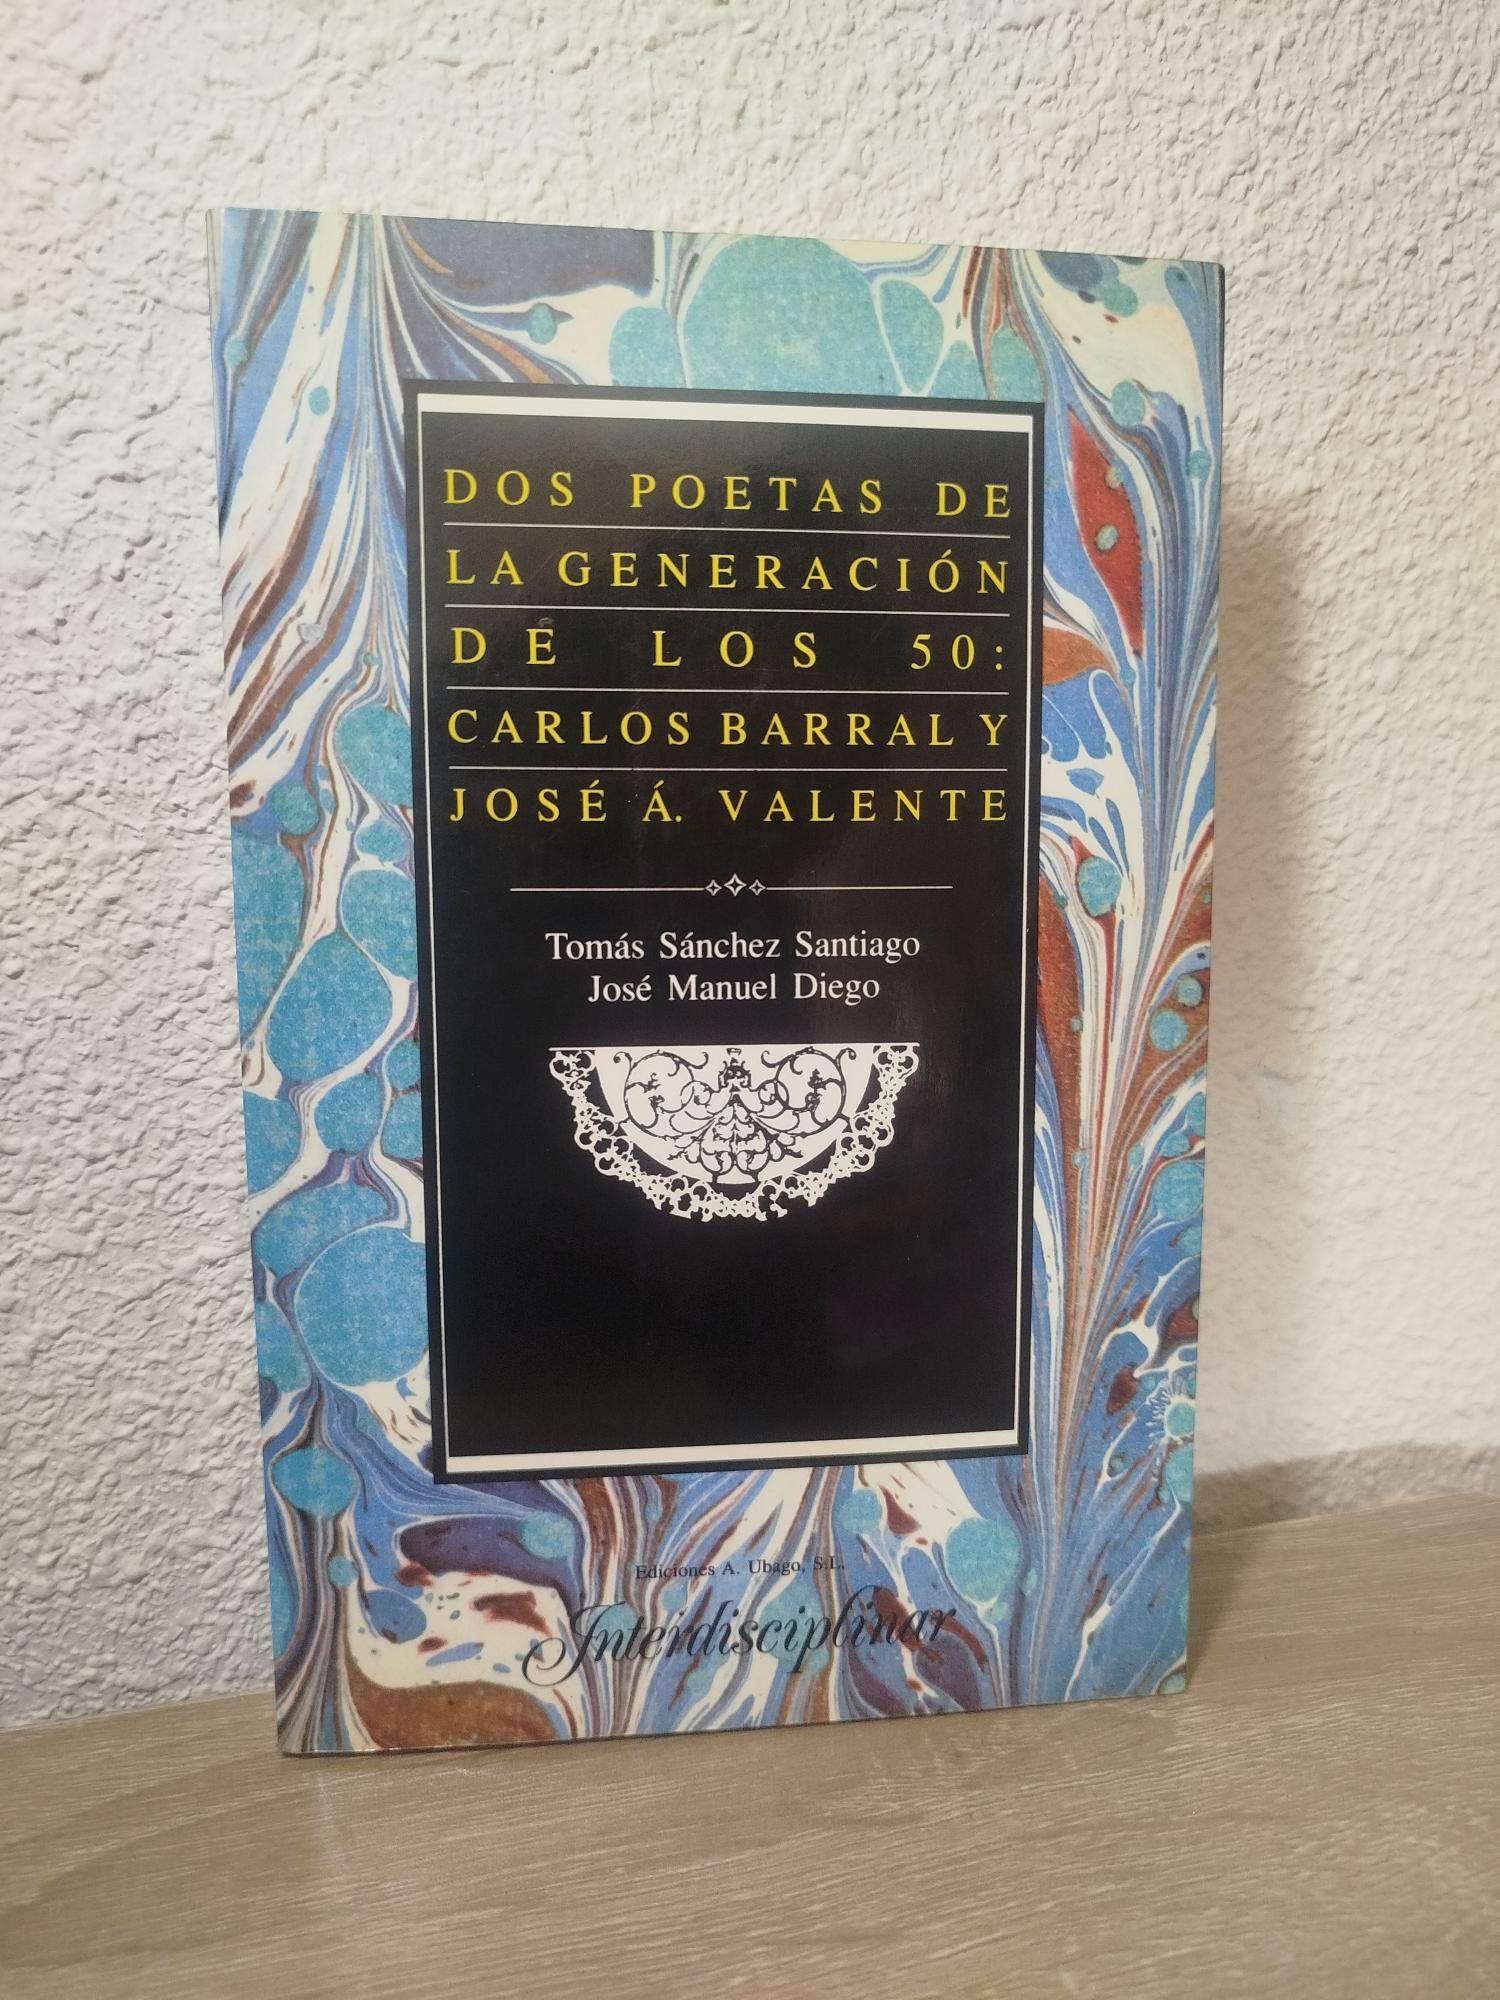 DOS POETAS DE
LA GENERACIÓN
DE LOS 50:
CARLOS BARRAL Y
JOSÉ Á. VALENTE
Tomás Sánchez Santiago
José Manuel Diego
Ediciones A. Ubago, S.L.
Interdisciplinar